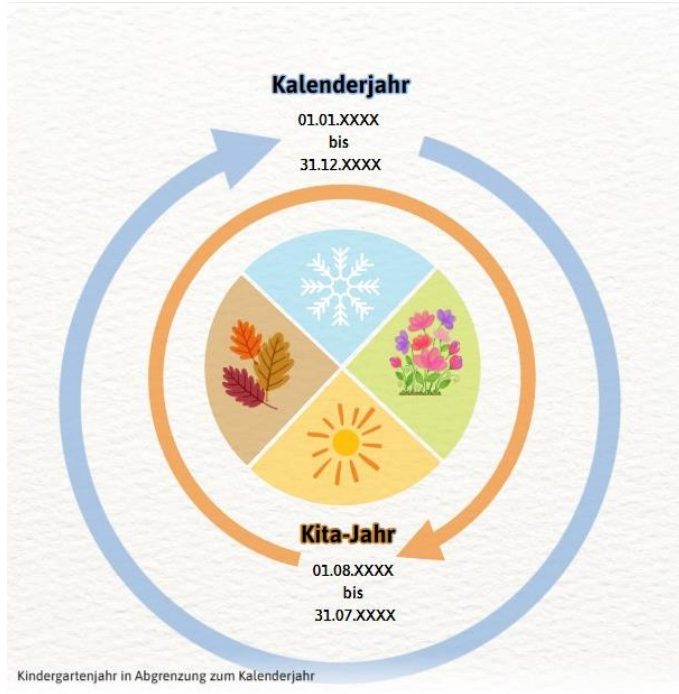 Kalenderjahr
01.01.XXXX
bis
31.12.XXXX
Kita-Jahr
01.08.XXXX
bis
31.07.XXXX
Kindergartenjahr in Abgrenzung zum Kalenderjahr